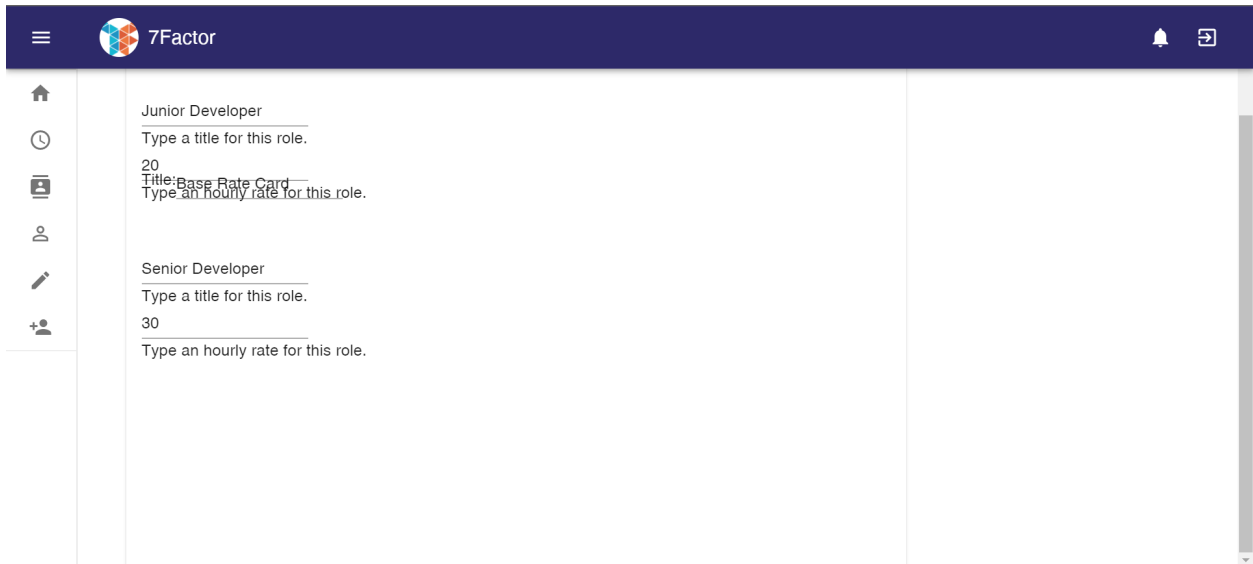 7Factor
Junior Developer
Type a title for this role.
20
Title: Base Rate Card
Type an hourly rate for this role.
Senior Developer
Type a title for this role.
30
Type an hourly rate for this role.